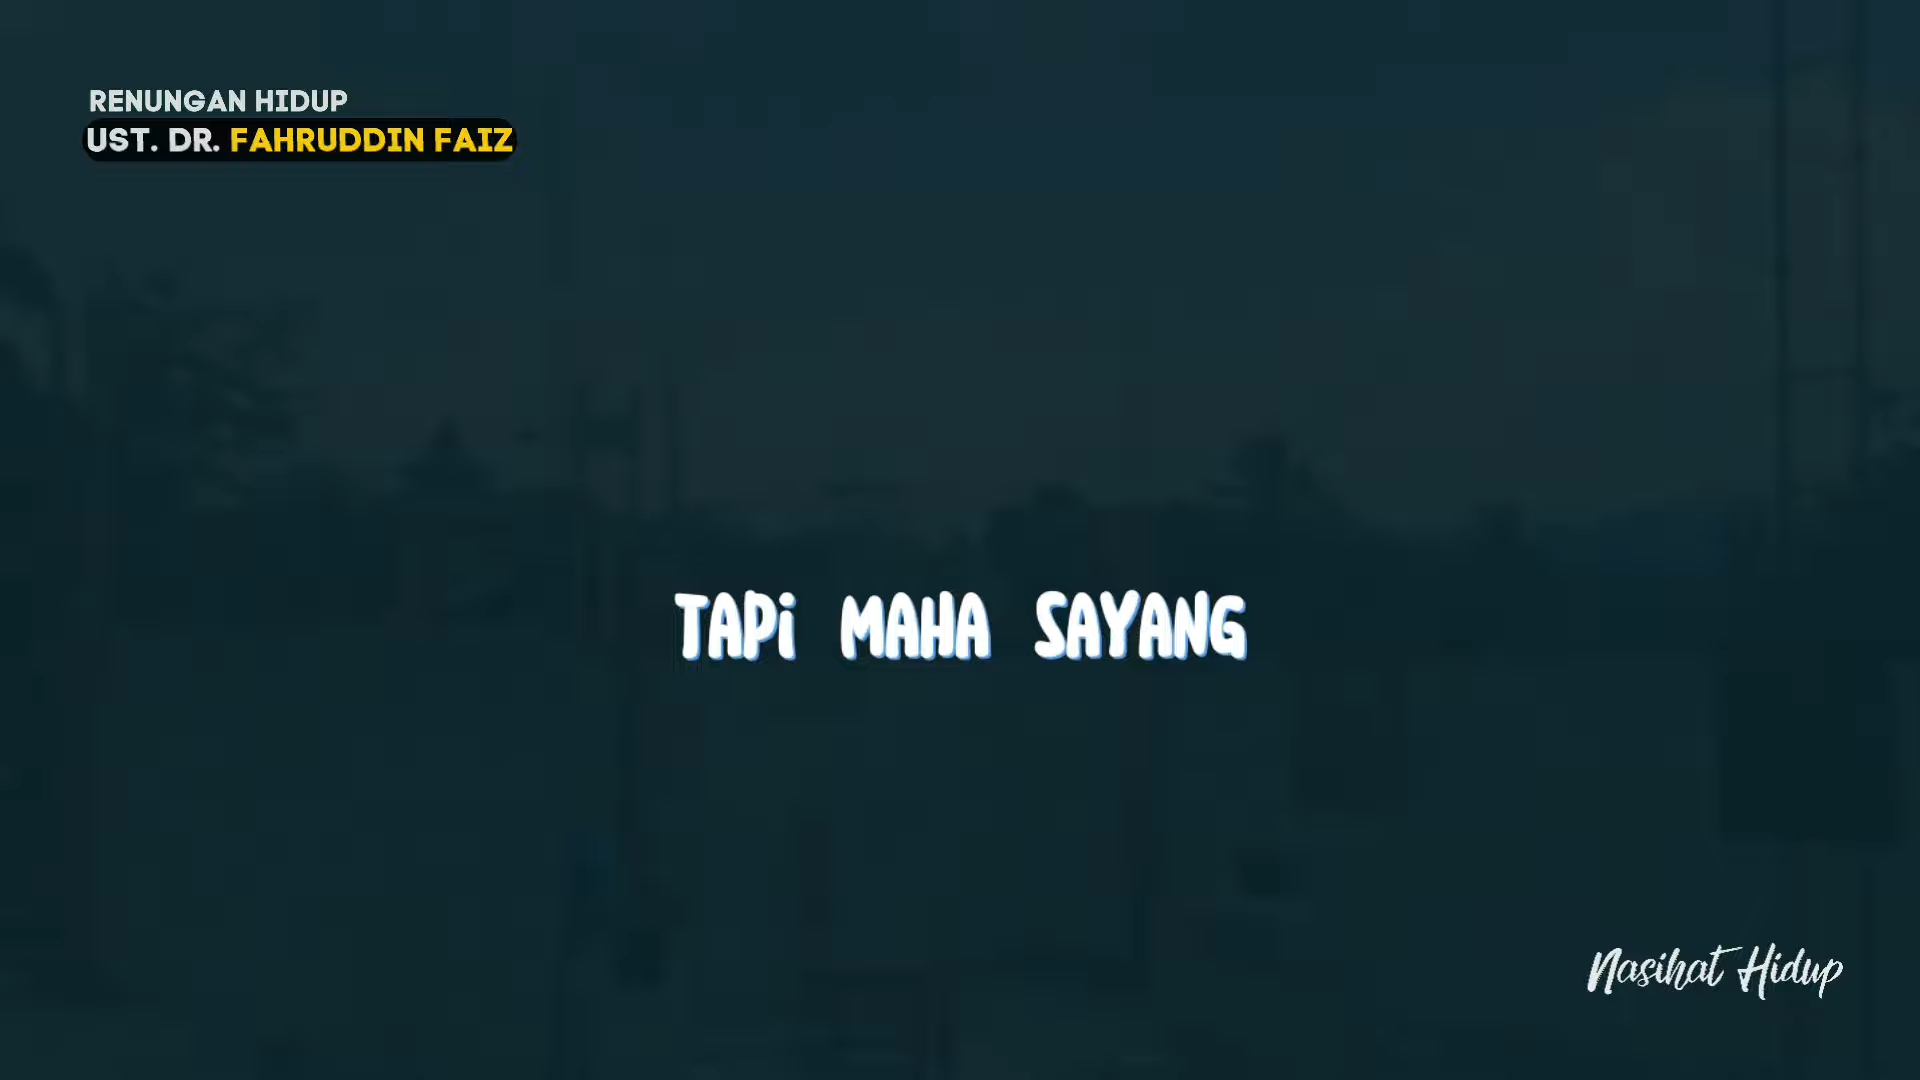 RENUNGAN HIDUP
UST. DR. FAHRUDDIN FAIZ
TAPi MAHA SAYANG
Nasihat Hidup